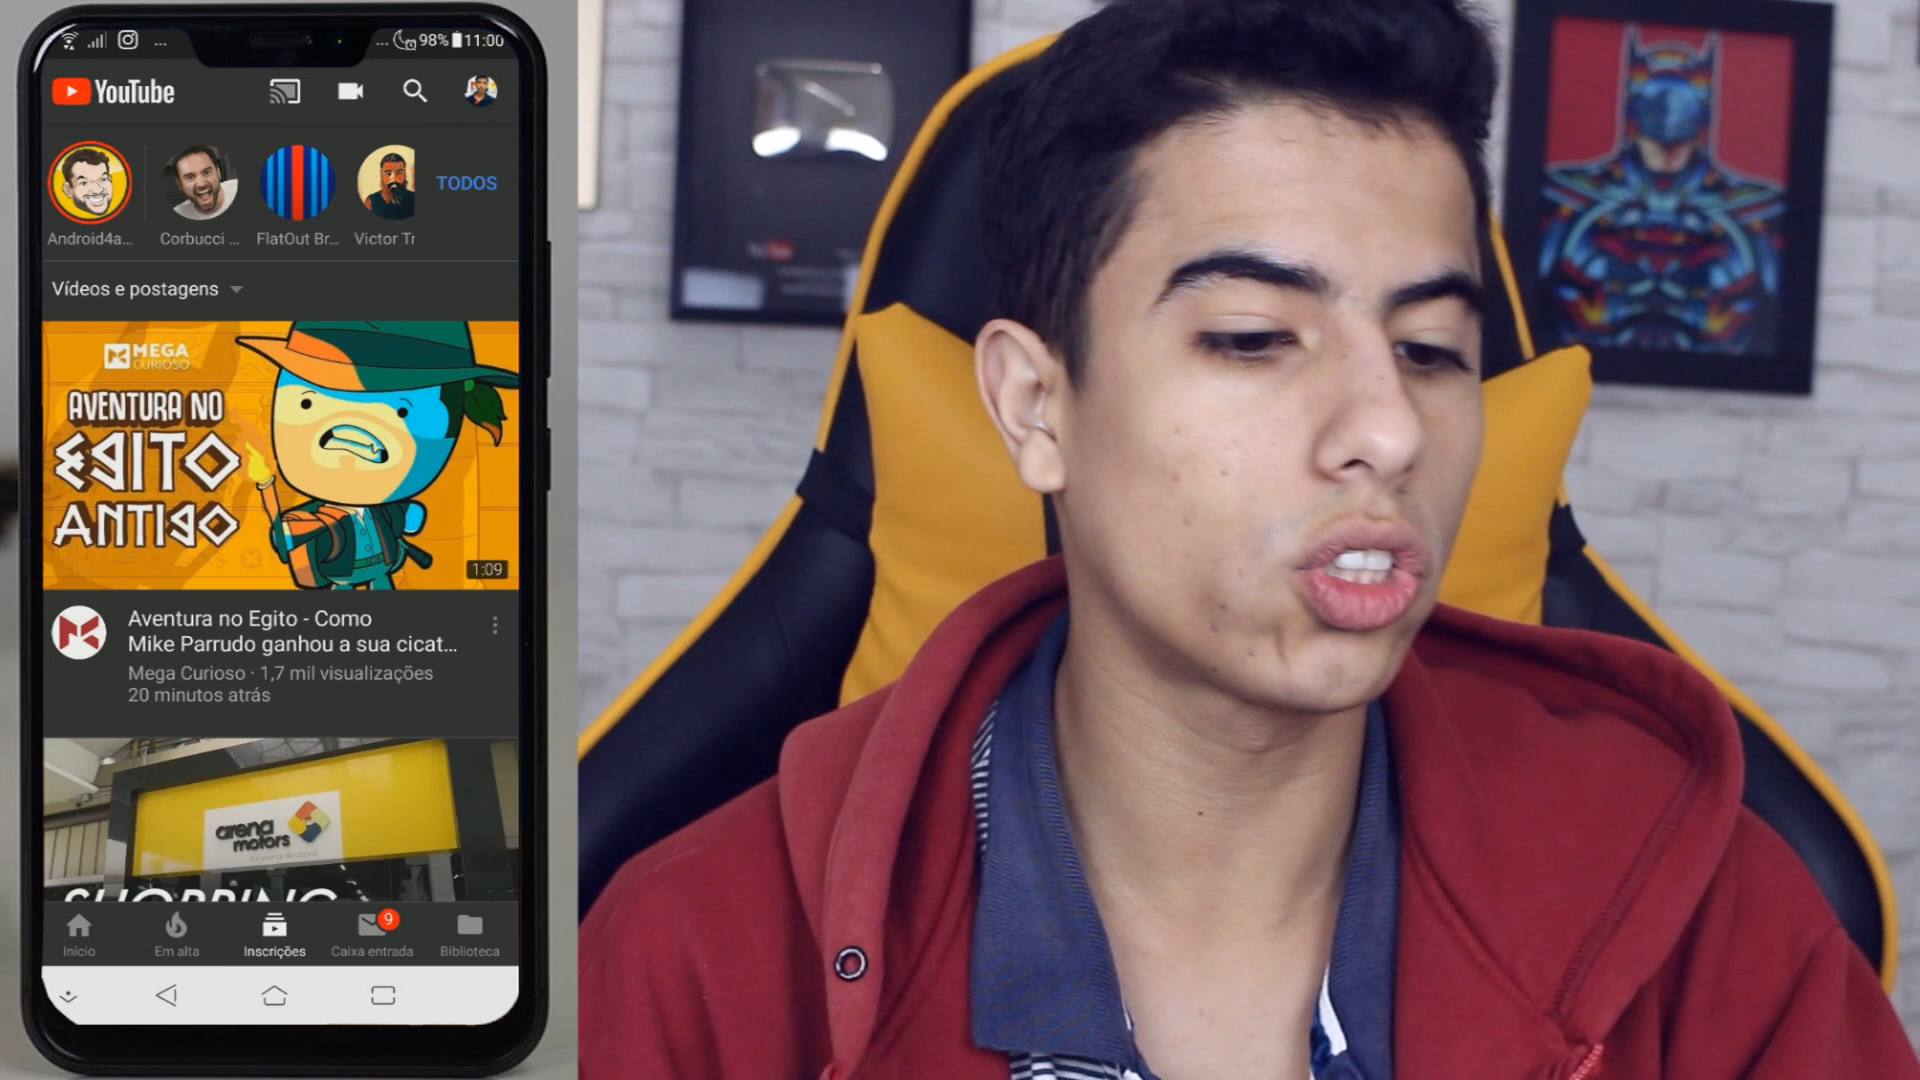 ... ... 98% 11:00
YouTube
Android4a... Corbucci ... FlatOut Br... Victor Tr TODOS
Vídeos e postagens
MEGA
CURIOSO
AVENTURA NO
EGITO
ANTIGO
1:09
Aventura no Egito - Como
Mike Parrudo ganhou a sua cicat...
Mega Curioso · 1,7 mil visualizações
20 minutos atrás
arena
motors
SHOPPING
9
Início Em alta Inscrições Caixa entrada Biblioteca